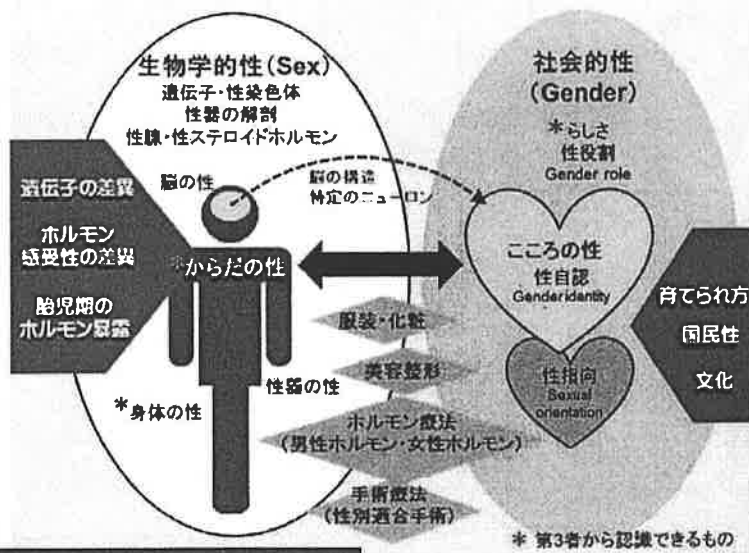 生物学的性(Sex)
遺伝子・性染色体
性器の解剖
性腺・性ステロイドホルモン
脳の性
脳の構造
特定のニューロン
遺伝子の差異
ホルモン
感受性の差異
胎児期の
ホルモン暴露
*からだの性
性器の性
*身体の性
社会的性
(Gender)
*らしさ
性役割
Gender role
こころの性
性自認
Gender identity
性指向
Sexual
orientation
育てられ方
国民性
文化
服装・化粧
美容整形
ホルモン療法
(男性ホルモン・女性ホルモン)
手術療法
(性別適合手術)
* 第3者から認識できるもの